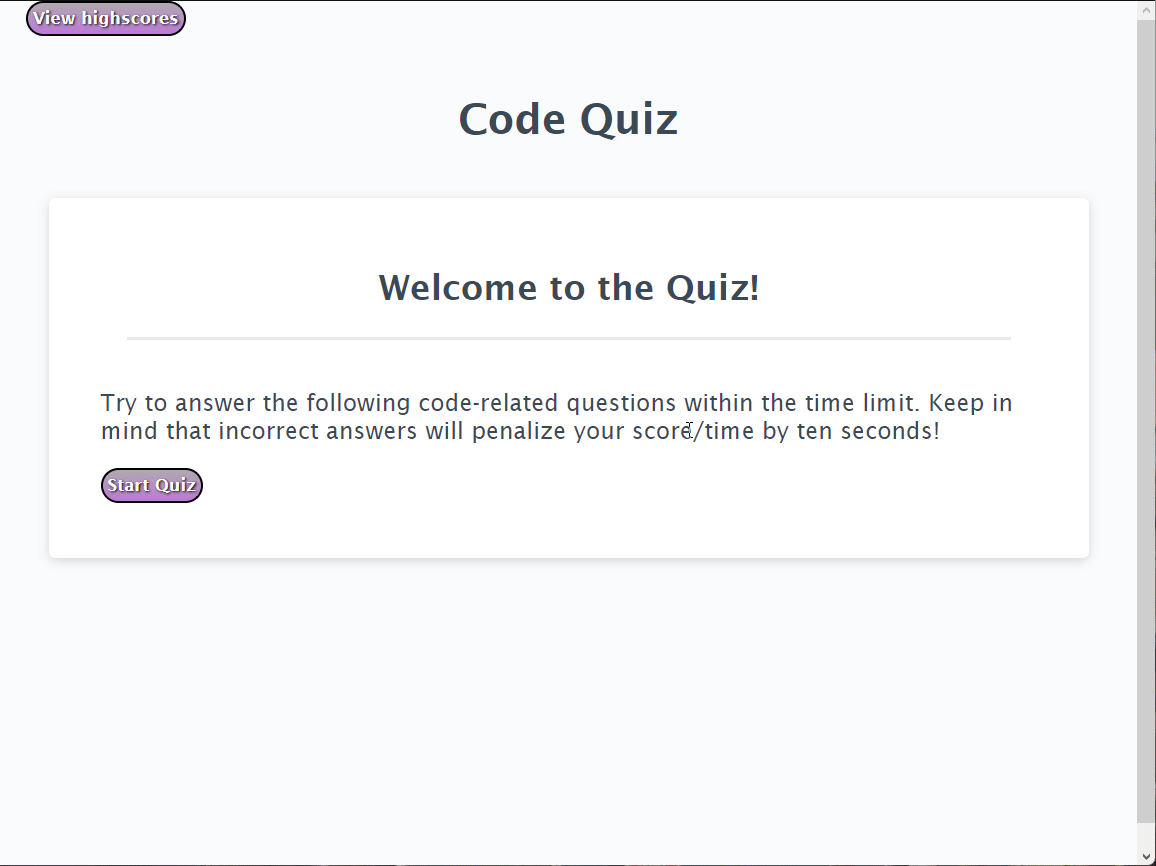 View highscores
Code Quiz
Welcome to the Quiz!
Try to answer the following code-related questions within the time limit. Keep in
mind that incorrect answers will penalize your score/time by ten seconds!
Start Quiz